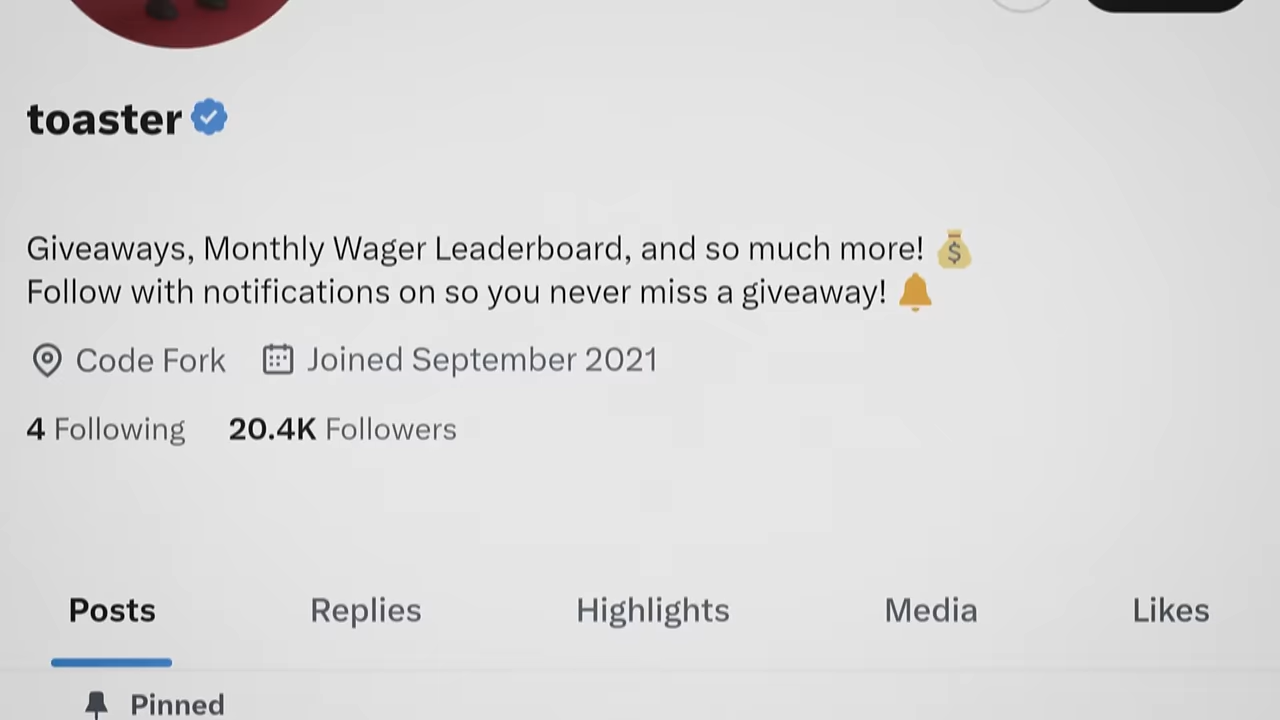 toaster
Giveaways, Monthly Wager Leaderboard, and so much more!
Follow with notifications on so you never miss a giveaway!
Code Fork Joined September 2021
4 Following 20.4K Followers
Posts Replies Highlights Media Likes
Pinned